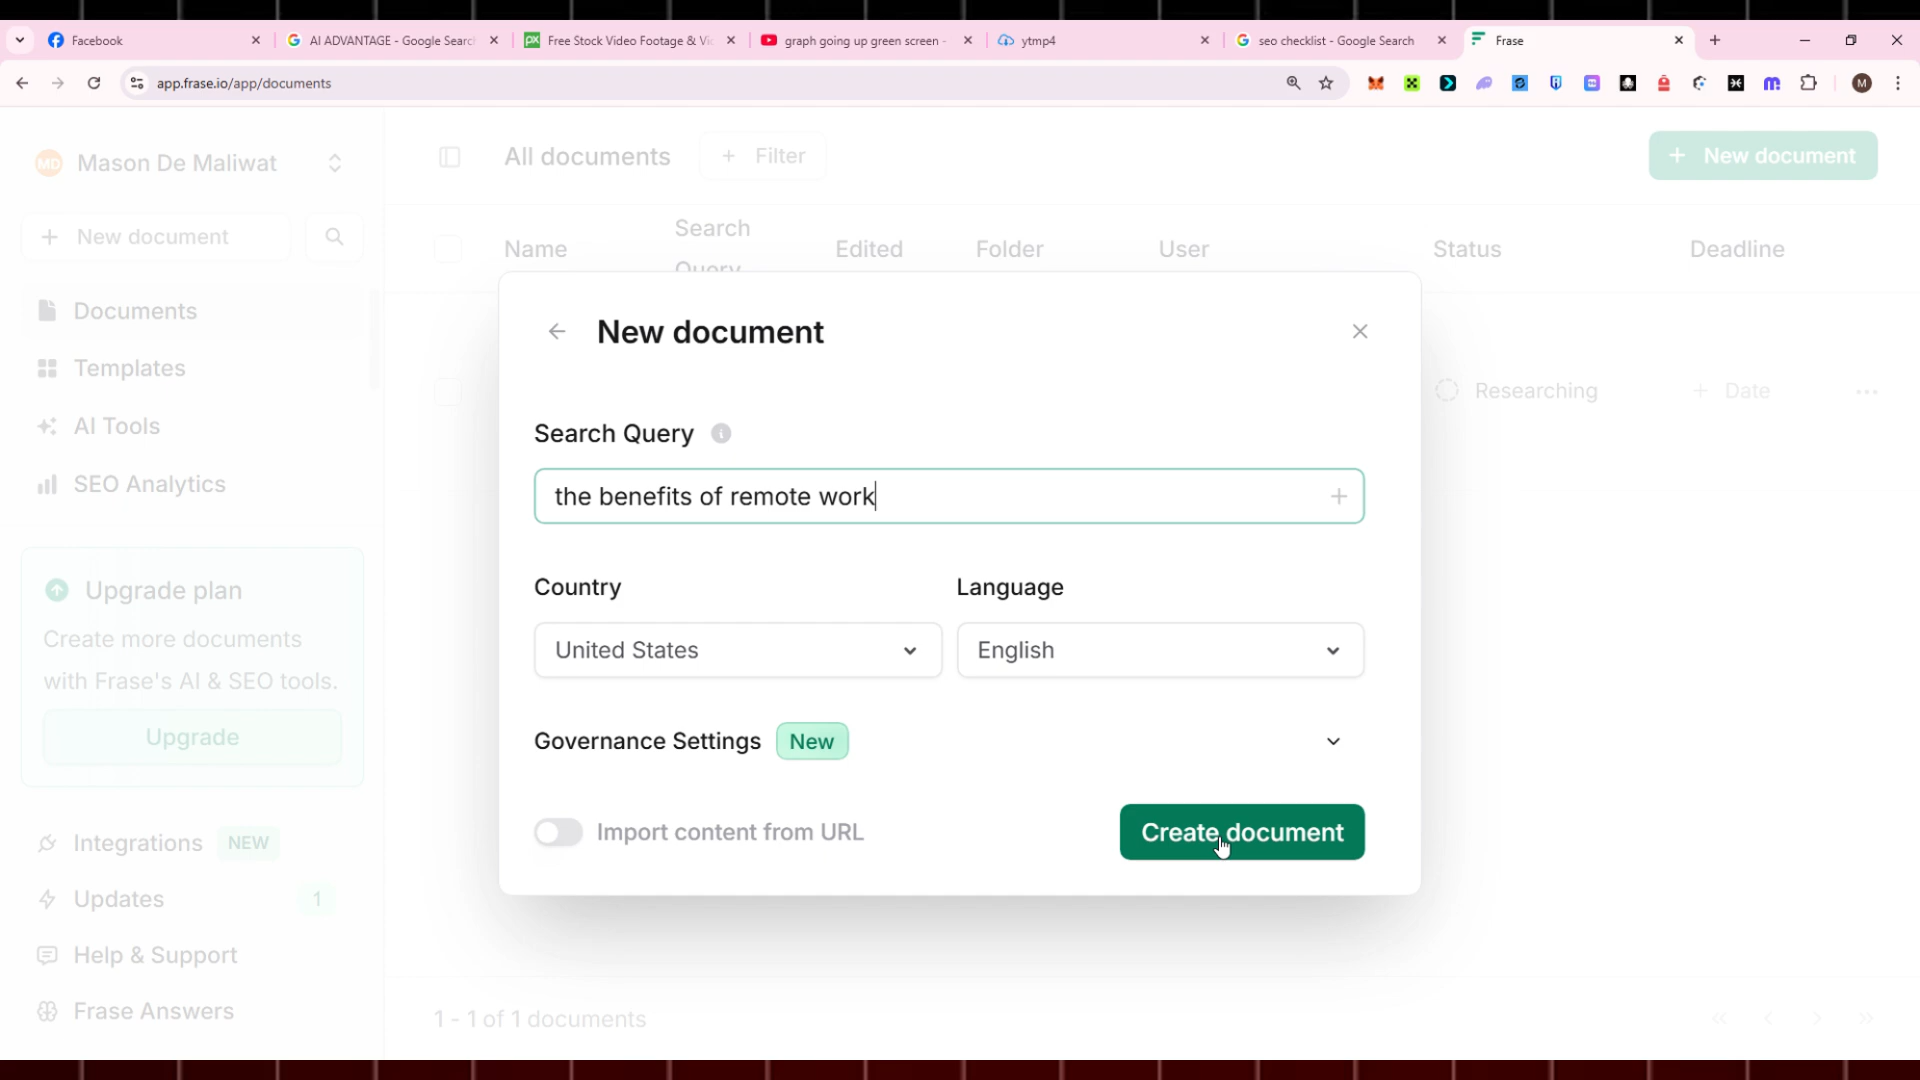 Facebook
AI ADVANTAGE - Google Searc
Free Stock Video Footage & Vi
graph going up green screen -
ytmp4
seo checklist - Google Search
Frase
app.frase.io/app/documents
M
MD
Mason De Maliwat
All documents
+ Filter
+ New document
+ New document
Name
Search
Query
Edited
Folder
User
Status
Deadline
Documents
Templates
AI Tools
SEO Analytics
Researching
+ Date
New document
Search Query
the benefits of remote work
Country
Language
United States
English
Governance Settings
New
Import content from URL
Create document
Upgrade plan
Create more documents
with Frase's AI & SEO tools.
Upgrade
Integrations NEW
Updates 1
Help & Support
Frase Answers
1 - 1 of 1 documents